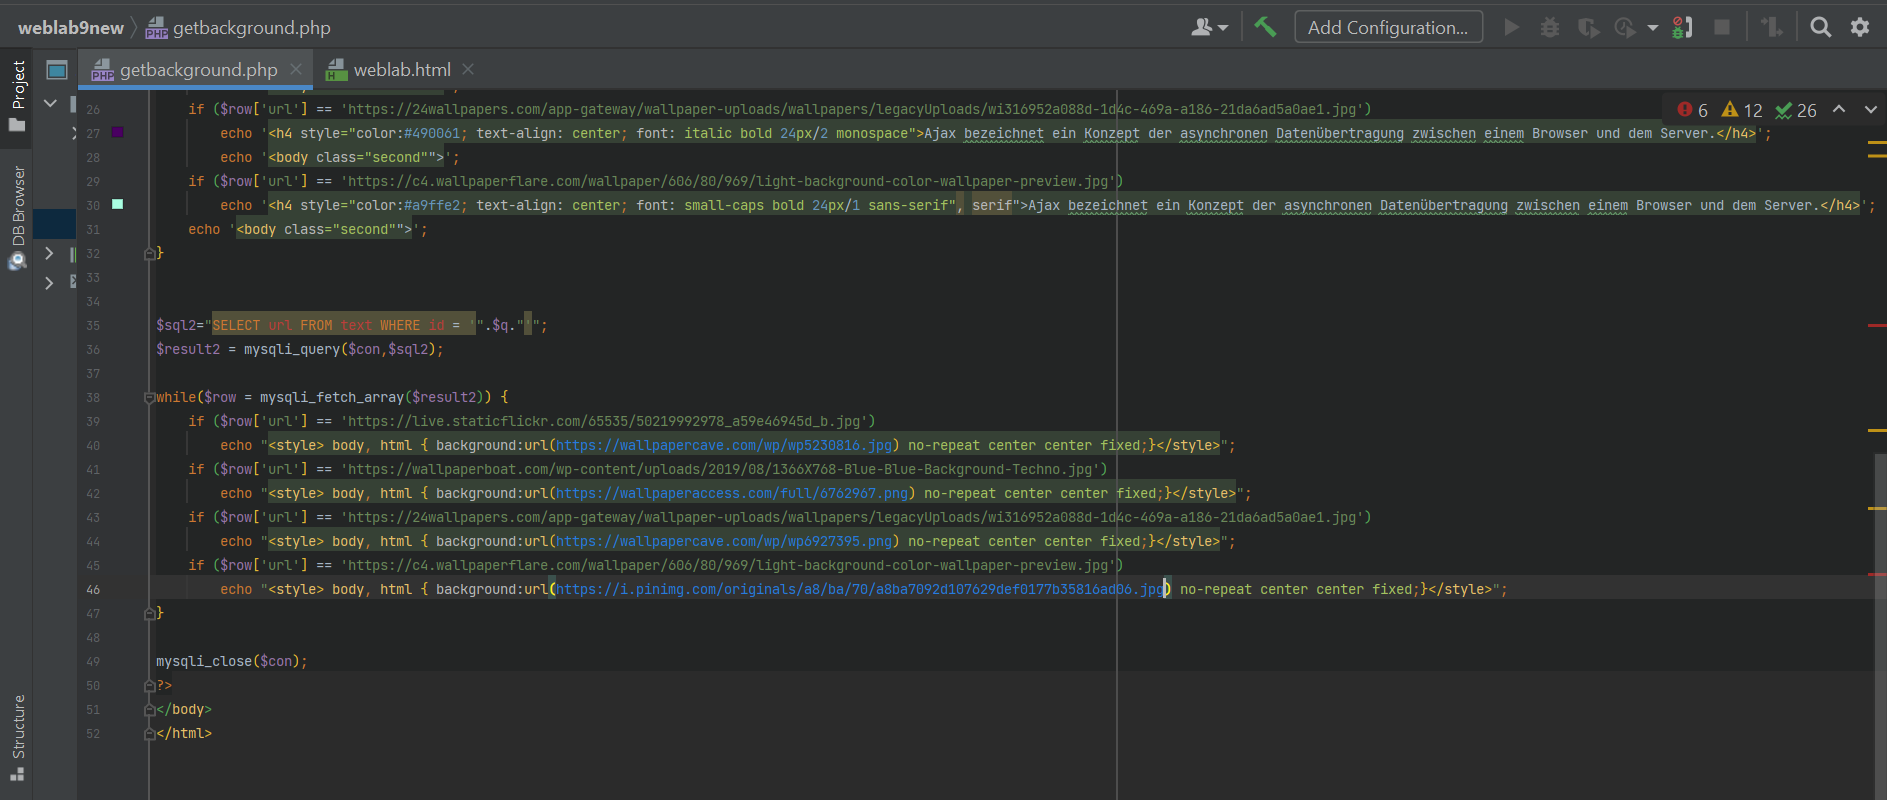 weblab9new getbackground.php Add Configuration...
Project getbackground.php weblab.html
6 12 26
26 if ($row['url'] == 'https://24wallpapers.com/app-gateway/wallpaper-uploads/wallpapers/legacyUploads/wi316952a088d-1d4c-469a-a186-21da6ad5a0ae1.jpg')
27 echo '<h4 style="color:#490061; text-align: center; font: italic bold 24px/2 monospace">Ajax bezeichnet ein Konzept der asynchronen Datenübertragung zwischen einem Browser und dem Server.</h4>';
28 echo '<body class="second"">';
29 if ($row['url'] == 'https://c4.wallpaperflare.com/wallpaper/606/80/969/light-background-color-wallpaper-preview.jpg')
30 echo '<h4 style="color:#a9ffe2; text-align: center; font: small-caps bold 24px/1 sans-serif", serif">Ajax bezeichnet ein Konzept der asynchronen Datenübertragung zwischen einem Browser und dem Server.</h4>';
31 echo '<body class="second"">';
32 }
33
34
35 $sql2="SELECT url FROM text WHERE id = '".$q."'";
36 $result2 = mysqli_query($con,$sql2);
37
38 while($row = mysqli_fetch_array($result2)) {
39 if ($row['url'] == 'https://live.staticflickr.com/65535/50219992978_a59e46945d_b.jpg')
40 echo "<style> body, html { background:url(https://wallpapercave.com/wp/wp5230816.jpg) no-repeat center center fixed;}</style>";
41 if ($row['url'] == 'https://wallpaperboat.com/wp-content/uploads/2019/08/1366X768-Blue-Blue-Background-Techno.jpg')
42 echo "<style> body, html { background:url(https://wallpaperaccess.com/full/6762967.png) no-repeat center center fixed;}</style>";
43 if ($row['url'] == 'https://24wallpapers.com/app-gateway/wallpaper-uploads/wallpapers/legacyUploads/wi316952a088d-1d4c-469a-a186-21da6ad5a0ae1.jpg')
44 echo "<style> body, html { background:url(https://wallpapercave.com/wp/wp6927395.png) no-repeat center center fixed;}</style>";
45 if ($row['url'] == 'https://c4.wallpaperflare.com/wallpaper/606/80/969/light-background-color-wallpaper-preview.jpg')
46 echo "<style> body, html { background:url(https://i.pinimg.com/originals/a8/ba/70/a8ba7092d107629def0177b35816ad06.jpg) no-repeat center center fixed;}</style>";
47 }
48
49 mysqli_close($con);
50 ?>
51 </body>
52 </html>
DB Browser
Structure